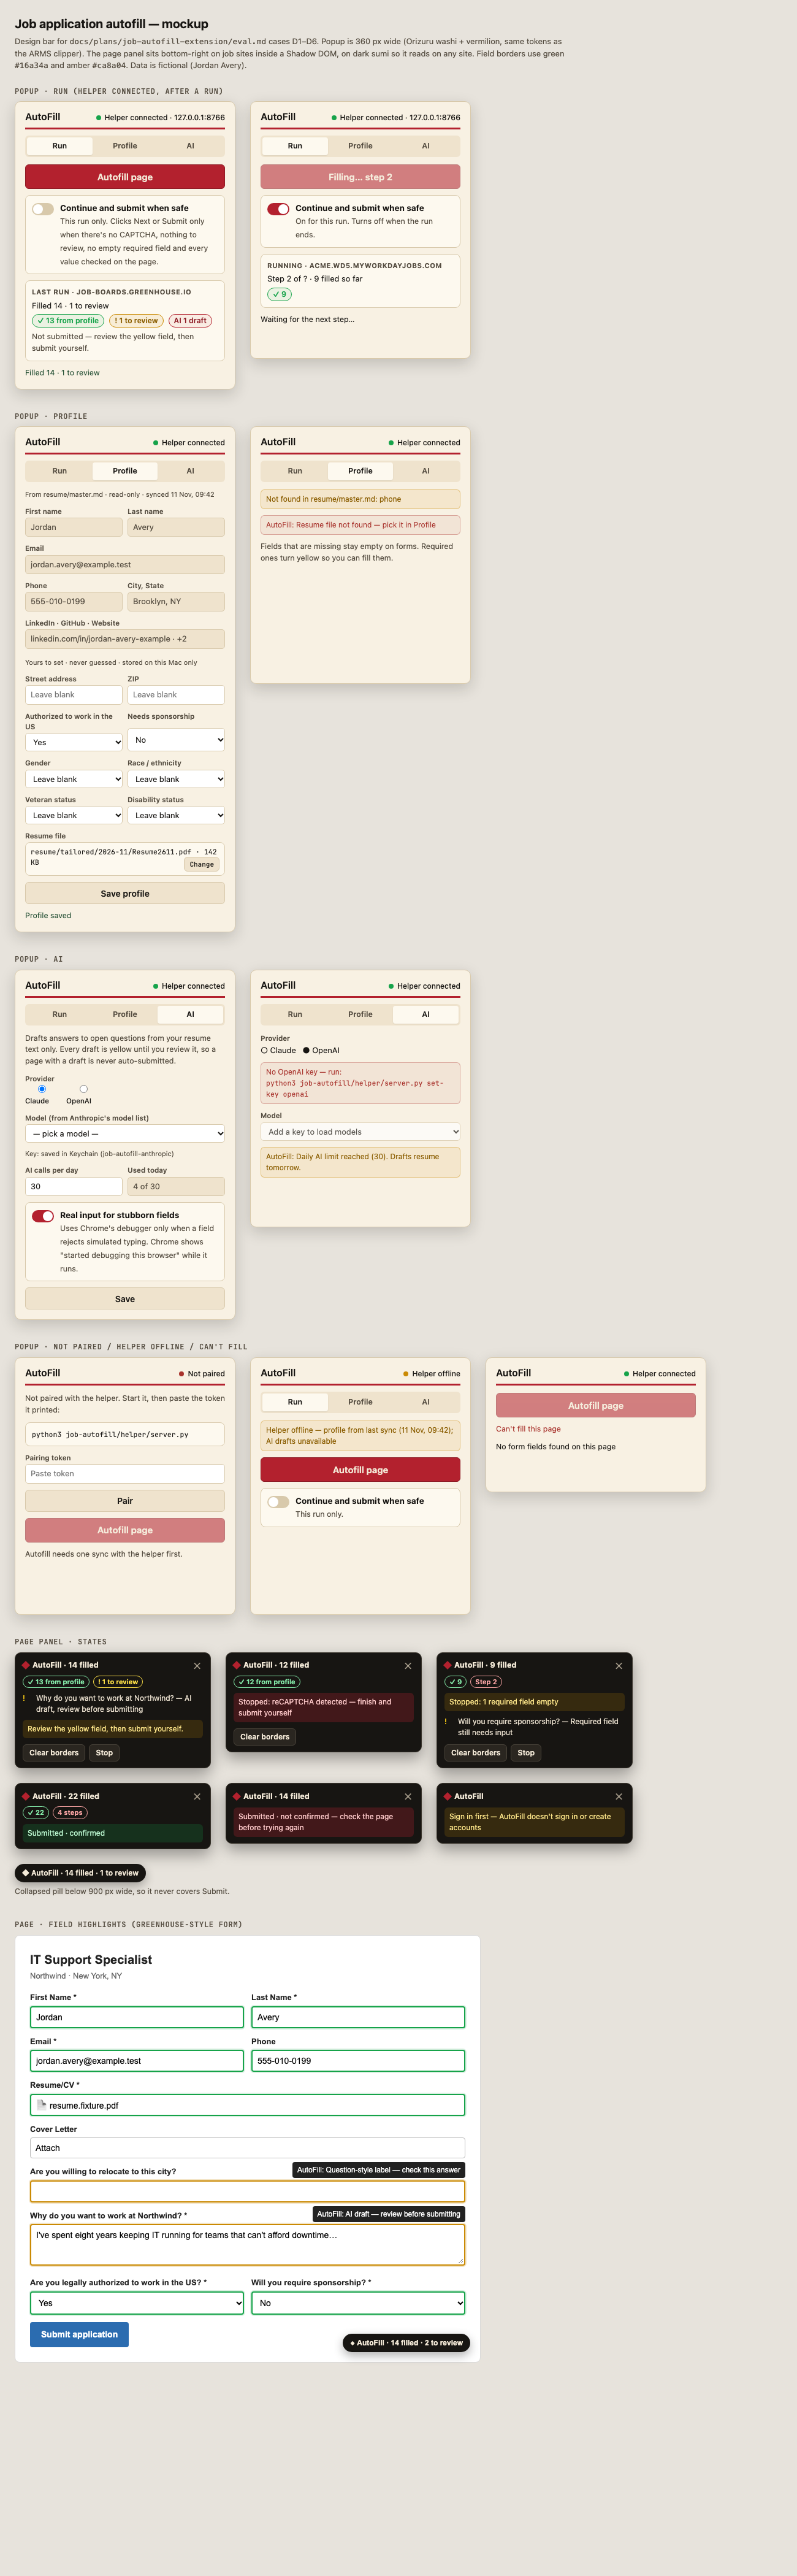 Job application autofill — mockup
Design bar for docs/plans/job-autofill-extension/eval.md cases D1–D6. Popup is 360 px wide (Orizuru washi + vermilion, same tokens as
the ARMS clipper). The page panel sits bottom-right on job sites inside a Shadow DOM, on dark sumi so it reads on any site. Field borders use green
#16a34a and amber #ca8a04. Data is fictional (Jordan Avery).
POPUP · RUN (HELPER CONNECTED, AFTER A RUN)
AutoFill
Helper connected · 127.0.0.1:8766
Run
Profile
AI
Autofill page
Continue and submit when safe
This run only. Clicks Next or Submit only
when there's no CAPTCHA, nothing to
review, no empty required field and every
value checked on the page.
LAST RUN · JOB-BOARDS.GREENHOUSE.IO
Filled 14 · 1 to review
✓ 13 from profile
! 1 to review
AI 1 draft
Not submitted — review the yellow field, then
submit yourself.
Filled 14 · 1 to review
AutoFill
Helper connected · 127.0.0.1:8766
Run
Profile
AI
Filling… step 2
Continue and submit when safe
On for this run. Turns off when the run
ends.
RUNNING · ACME.WD5.MYWORKDAYJOBS.COM
Step 2 of ? · 9 filled so far
✓ 9
Waiting for the next step…
POPUP · PROFILE
AutoFill
Helper connected
Run
Profile
AI
From resume/master.md · read-only · synced 11 Nov, 09:42
First name
Last name
Jordan
Avery
Email
jordan.avery@example.test
Phone
City, State
555-010-0199
Brooklyn, NY
LinkedIn · GitHub · Website
linkedin.com/in/jordan-avery-example · +2
Yours to set · never guessed · stored on this Mac only
Street address
ZIP
Leave blank
Leave blank
Authorized to work in the
US
Needs sponsorship
Yes
No
Gender
Race / ethnicity
Leave blank
Leave blank
Veteran status
Disability status
Leave blank
Leave blank
Resume file
resume/tailored/2026-11/Resume2611.pdf · 142
KB
Change
Save profile
Profile saved
AutoFill
Helper connected
Run
Profile
AI
Not found in resume/master.md: phone
AutoFill: Resume file not found — pick it in Profile
Fields that are missing stay empty on forms. Required
ones turn yellow so you can fill them.
POPUP · AI
AutoFill
Helper connected
Run
Profile
AI
Drafts answers to open questions from your resume
text only. Every draft is yellow until you review it, so a
page with a draft is never auto-submitted.
Provider
Claude
OpenAI
Model (from Anthropic's model list)
— pick a model —
Key: saved in Keychain (job-autofill-anthropic)
AI calls per day
Used today
30
4 of 30
Real input for stubborn fields
Uses Chrome's debugger only when a field
rejects simulated typing. Chrome shows
"started debugging this browser" while it
runs.
Save
AutoFill
Helper connected
Run
Profile
AI
Provider
Claude
OpenAI
No OpenAI key — run:
python3 job-autofill/helper/server.py set-
key openai
Model
Add a key to load models
AutoFill: Daily AI limit reached (30). Drafts resume
tomorrow.
POPUP · NOT PAIRED / HELPER OFFLINE / CAN'T FILL
AutoFill
Not paired
Not paired with the helper. Start it, then paste the token
it printed:
python3 job-autofill/helper/server.py
Pairing token
Paste token
Pair
Autofill page
Autofill needs one sync with the helper first.
AutoFill
Helper offline
Run
Profile
AI
Helper offline — profile from last sync (11 Nov, 09:42);
AI drafts unavailable
Autofill page
Continue and submit when safe
This run only.
AutoFill
Helper connected
Autofill page
Can't fill this page
No form fields found on this page
PAGE PANEL · STATES
AutoFill · 14 filled
×
✓ 13 from profile
! 1 to review
! Why do you want to work at Northwind? — AI
draft, review before submitting
Review the yellow field, then submit yourself.
Clear borders
Stop
AutoFill · 12 filled
×
✓ 12 from profile
Stopped: reCAPTCHA detected — finish and
submit yourself
Clear borders
AutoFill · 9 filled
×
✓ 9
Step 2
Stopped: 1 required field empty
! Will you require sponsorship? — Required field
still needs input
Clear borders
Stop
AutoFill · 22 filled
×
✓ 22
4 steps
Submitted · confirmed
AutoFill · 14 filled
×
Submitted · not confirmed — check the page
before trying again
AutoFill
×
Sign in first — AutoFill doesn't sign in or create
accounts
◆ AutoFill · 14 filled · 1 to review
Collapsed pill below 900 px wide, so it never covers Submit.
PAGE · FIELD HIGHLIGHTS (GREENHOUSE-STYLE FORM)
IT Support Specialist
Northwind · New York, NY
First Name *
Last Name *
Jordan
Avery
Email *
Phone
jordan.avery@example.test
555-010-0199
Resume/CV *
resume.fixture.pdf
Cover Letter
Attach
Are you willing to relocate to this city?
AutoFill: Question-style label — check this answer
Why do you want to work at Northwind? *
AutoFill: AI draft — review before submitting
I've spent eight years keeping IT running for teams that can't afford downtime…
Are you legally authorized to work in the US? *
Will you require sponsorship? *
Yes
No
Submit application
◆ AutoFill · 14 filled · 2 to review